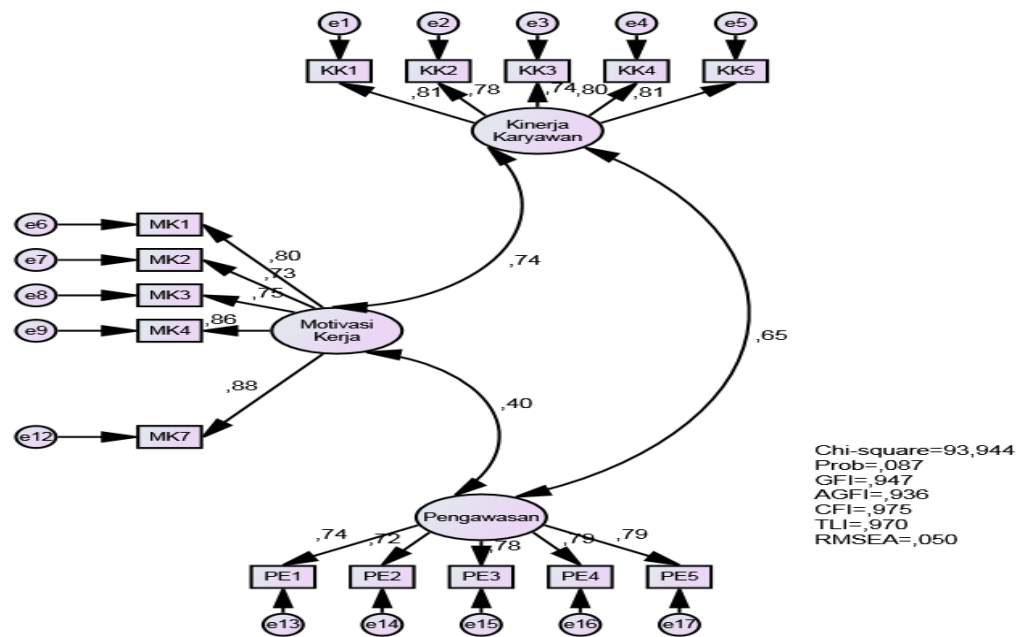 e1
e2
e3
e4
e5
KK1
KK2
KK3
KK4
KK5
,81
,78
,74
,80
,81
Kinerja
Karyawan
e6
MK1
e7
MK2
e8
MK3
e9
MK4
,80
,73
,75
,86
Motivasi
Kerja
,74
,65
,88
,40
e12
MK7
Chi-square=93,944
Prob=,087
GFI=,947
AGFI=,936
CFI=,975
TLI=,970
RMSEA=,050
Pengawasan
,74
,72
,78
,79
,79
PE1
PE2
PE3
PE4
PE5
e13
e14
e15
e16
e17